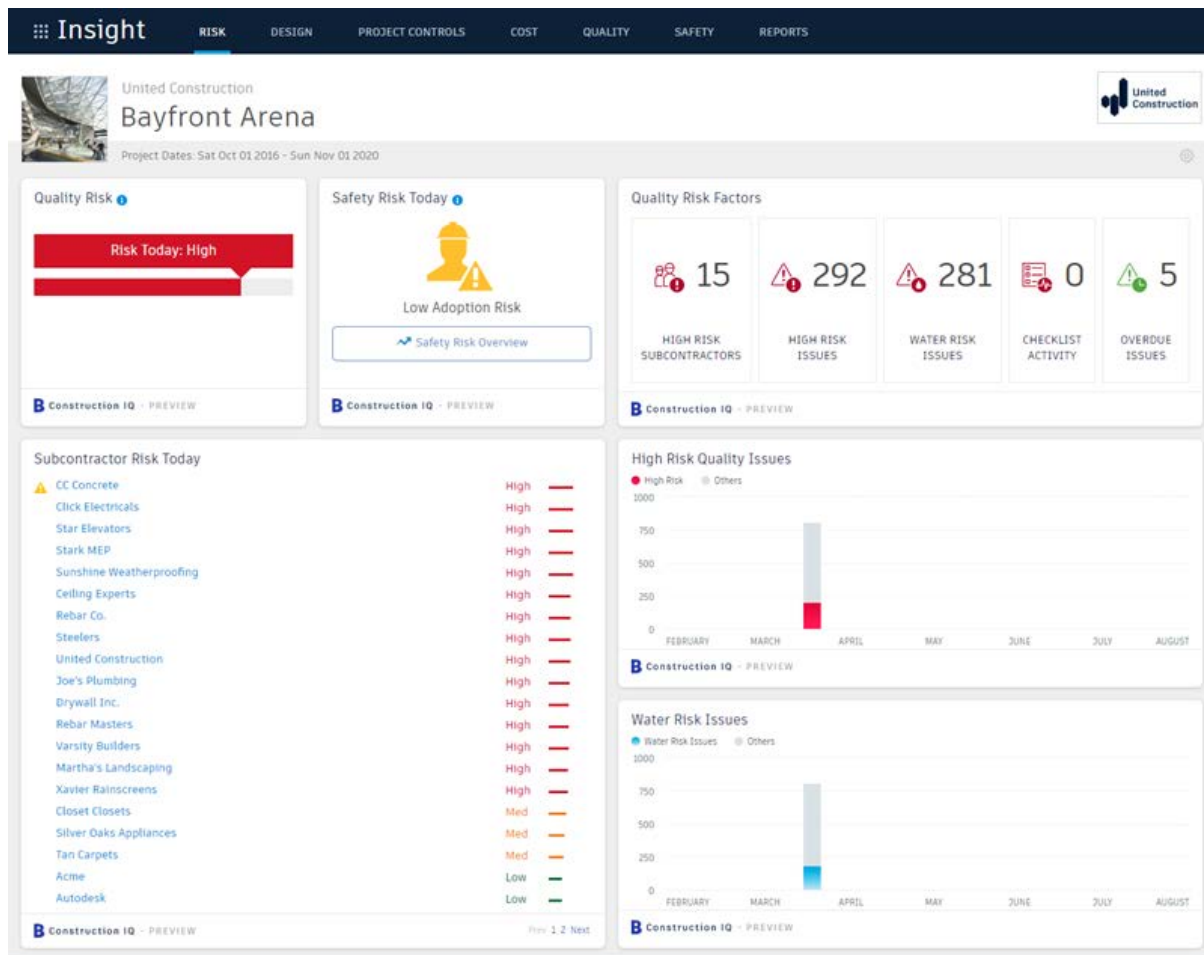 Insight RISK DESIGN PROJECT CONTROLS COST QUALITY SAFETY REPORTS
United Construction
Bayfront Arena
United
Construction
Project Dates: Sat Oct 01 2016 - Sun Nov 01 2020
Quality Risk
Risk Today: High
B Construction IQ - PREVIEW
Safety Risk Today
Low Adoption Risk
Safety Risk Overview
B Construction IQ - PREVIEW
Quality Risk Factors
15
HIGH RISK
SUBCONTRACTORS
292
HIGH RISK
ISSUES
281
WATER RISK
ISSUES
0
CHECKLIST
ACTIVITY
5
OVERDUE
ISSUES
B Construction IQ - PREVIEW
Subcontractor Risk Today
CC Concrete High
Click Electricals High
Star Elevators High
Stark MEP High
Sunshine Weatherproofing High
Ceiling Experts High
Rebar Co. High
Steelers High
United Construction High
Joe's Plumbing High
Drywall Inc. High
Rebar Masters High
Varsity Builders High
Martha's Landscaping High
Xavier Rainscreens High
Closet Closets Med
Silver Oaks Appliances Med
Tan Carpets Med
Acme Low
Autodesk Low
B Construction IQ - PREVIEW Prev 1 2 Next
High Risk Quality Issues
High Risk Others
1000
750
500
250
0
FEBRUARY MARCH APRIL MAY JUNE JULY AUGUST
B Construction IQ - PREVIEW
Water Risk Issues
Water Risk Issues Others
1000
750
500
250
0
FEBRUARY MARCH APRIL MAY JUNE JULY AUGUST
B Construction IQ - PREVIEW